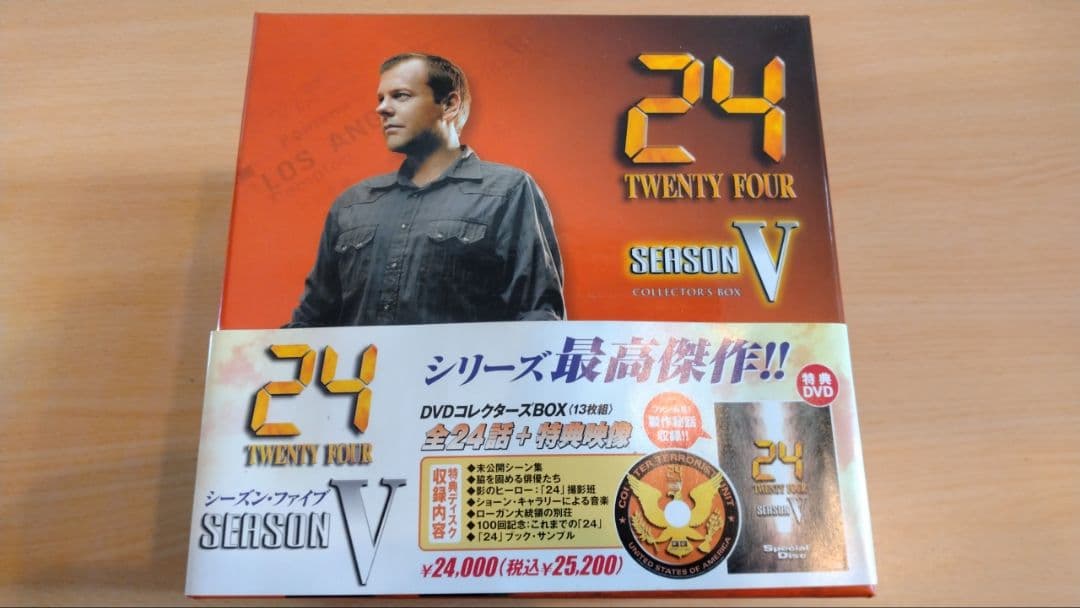 LOS AND
24
TWENTY FOUR
SEASON V
COLLECTOR'S BOX
24
TWENTY FOUR
シーズン・ファイブ
SEASON V
シリーズ最高傑作!!
DVDコレクターズBOX〈13枚組〉
全24話+特典映像
特典ディスク
収録内容
◆未公開シーン集
◆脇を固める俳優たち
◆影のヒーロー:「24」撮影班
◆ショーン・キャラリーによる音楽
◆ローガン大統領の別荘
◆100回記念:これまでの「24」
◆「24」ブック・サンプル
¥24,000(税込¥25,200)
ファン必見!
製作秘話
収録!!
特典
DVD
COUNTER TERRORIST UNIT
24
UNITED STATES OF AMERICA
24
TWENTY FOUR
SEASON V
Special
Disc